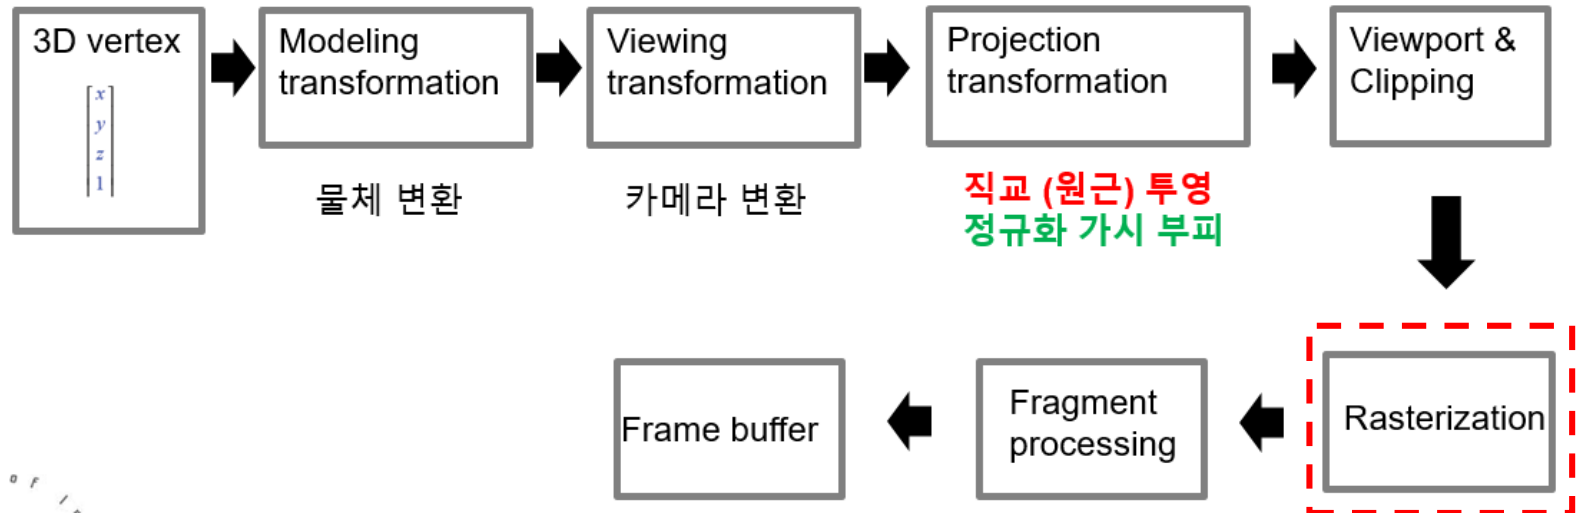 3D vertex
x
y
z
1
Modeling
transformation
물체 변환
Viewing
transformation
카메라 변환
Projection
transformation
직교 (원근) 투영
정규화 가시 부피
Viewport &
Clipping
Rasterization
Fragment
processing
Frame buffer
o f